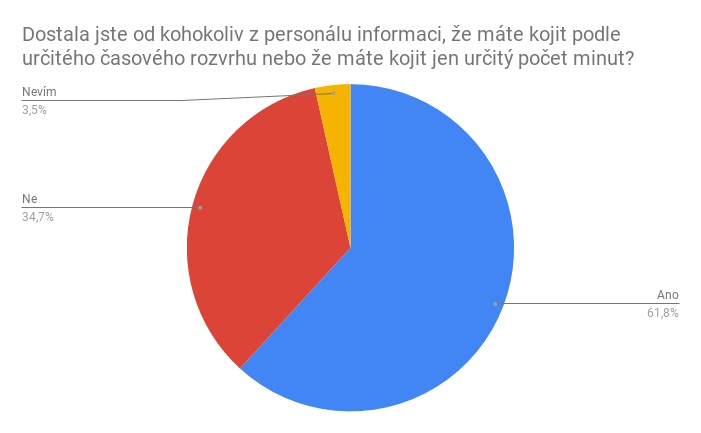 Dostala jste od kohokoliv z personálu informaci, že máte kojit podle
určitého časového rozvrhu nebo že máte kojit jen určitý počet minut?
Nevím
3,5%
Ne
34,7%
Ano
61,8%